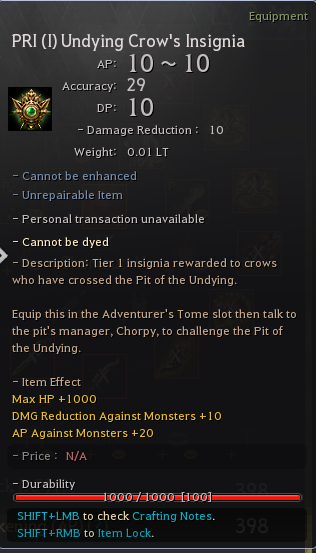 Equipment
PRI (I) Undying Crow's Insignia
AP: 10 ~ 10
Accuracy: 29
DP: 10
- Damage Reduction : 10
Weight: 0.01 LT
- Cannot be enhanced
- Unrepairable Item
- Personal transaction unavailable
- Cannot be dyed
- Description: Tier 1 insignia rewarded to crows
who have crossed the Pit of the Undying.
Equip this in the Adventurer's Tome slot then talk to
the pit's manager, Chorpy, to challenge the Pit of
the Undying.
- Item Effect
Max HP +1000
DMG Reduction Against Monsters +10
AP Against Monsters +20
- Price : N/A
- Durability
1000 / 1000 [100]
SHIFT+LMB to check Crafting Notes.
SHIFT+RMB to Item Lock.
398
398